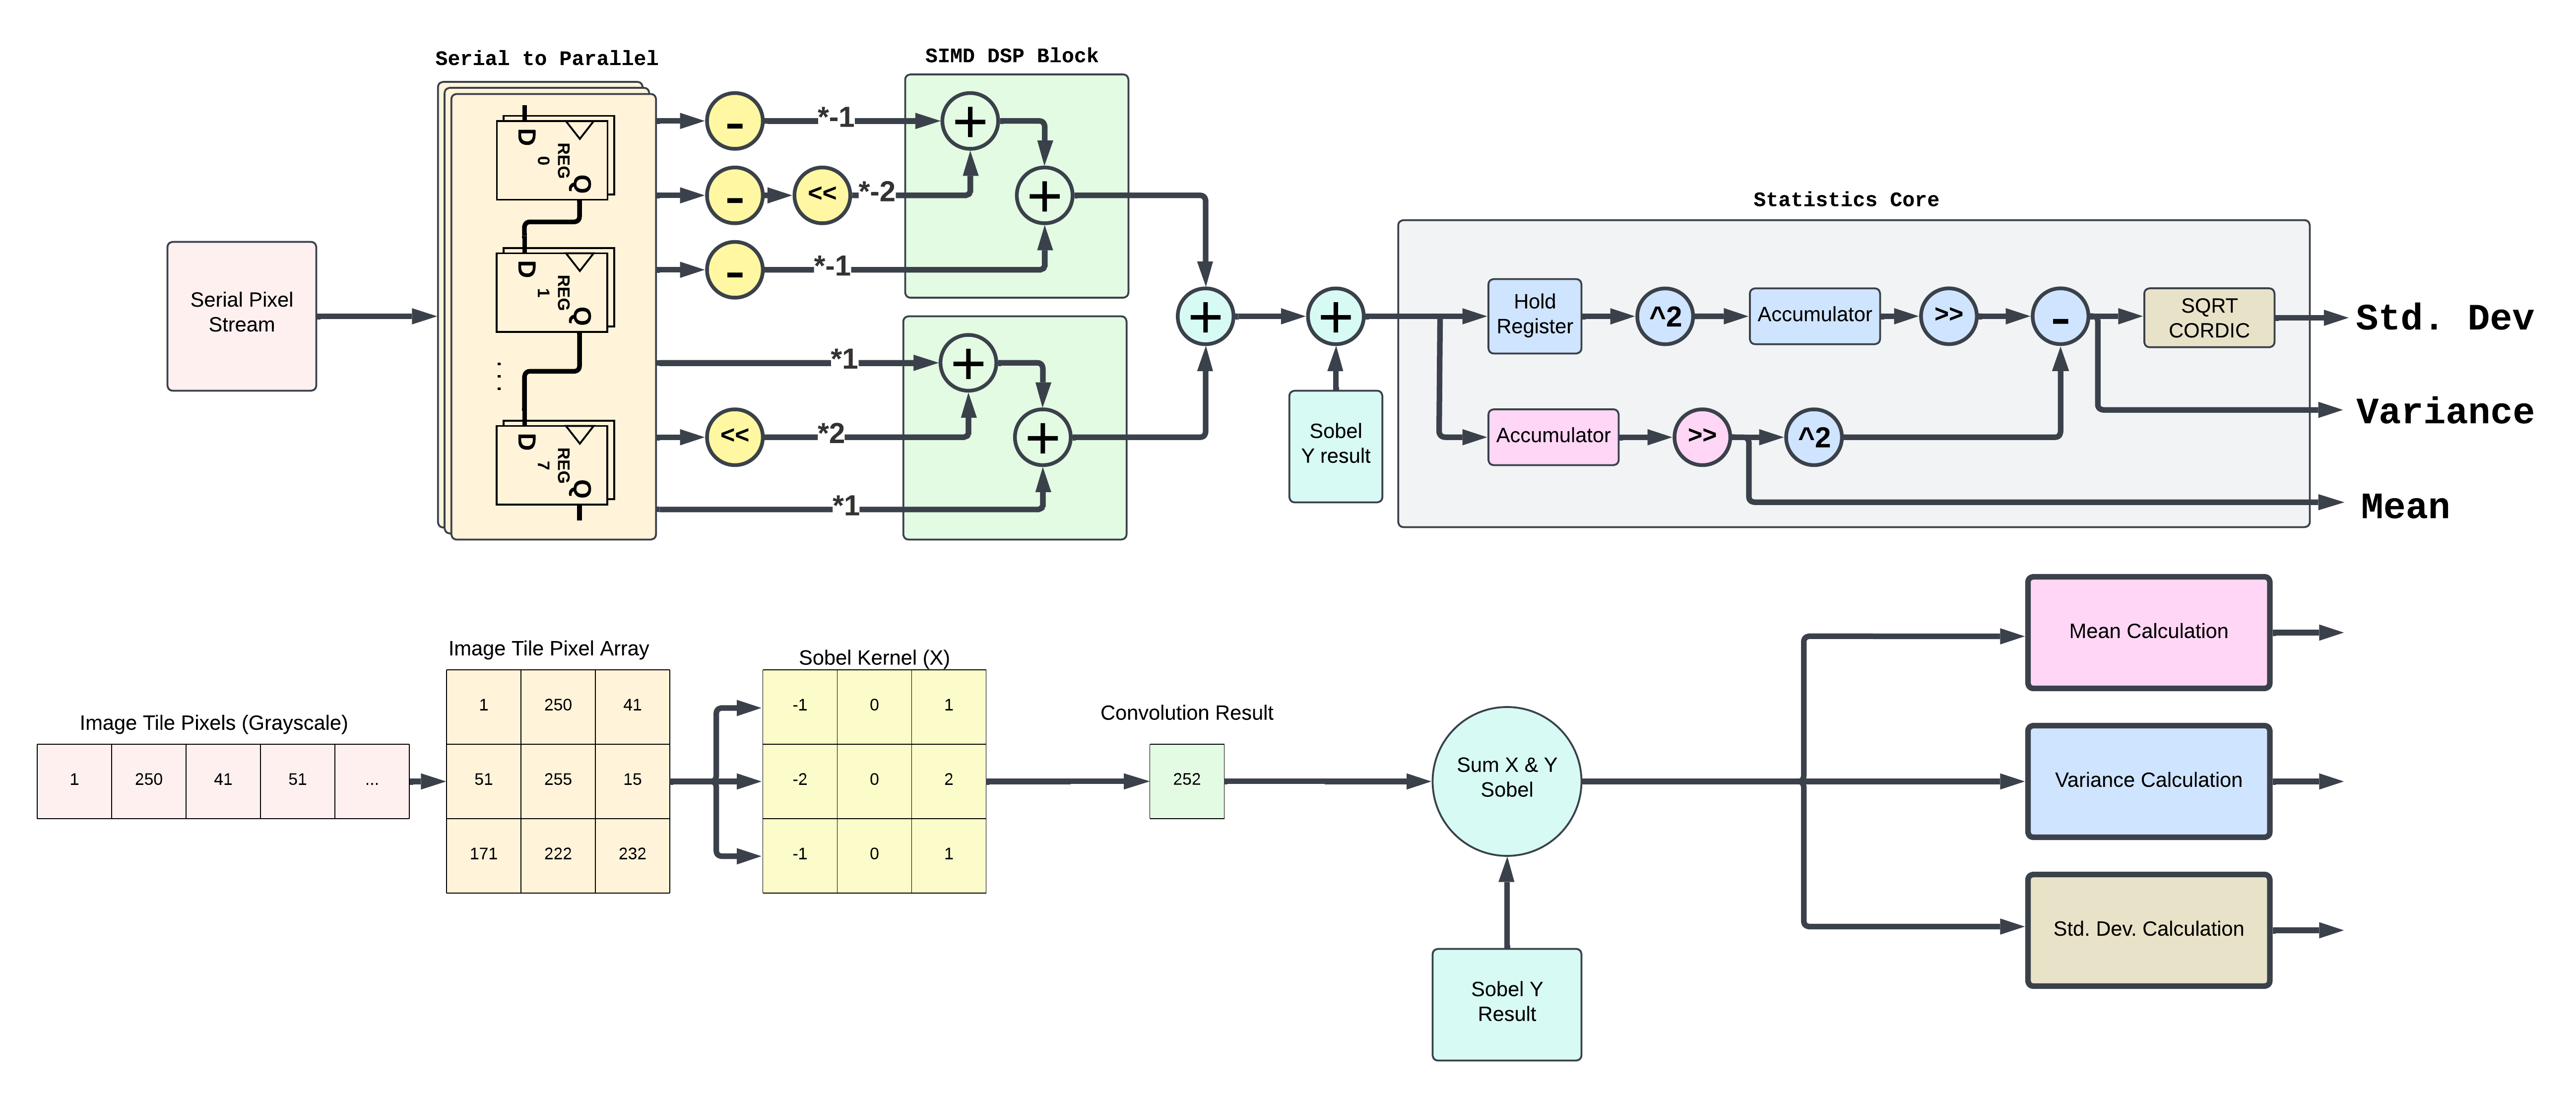 Serial to Parallel
SIMD DSP Block
Statistics Core
Serial Pixel
Stream
D
REG
0
Q
D
REG
1
Q
...
D
REG
7
Q
-
*-1
-
<<
*-2
-
*-1
*1
<<
*2
*1
+
+
+
+
+
+
Sobel
Y result
Hold
Register
^2
Accumulator
>>
-
SQRT
CORDIC
Std. Dev
Variance
Accumulator
>>
^2
Mean
Image Tile Pixels (Grayscale)
1 250 41 51 ...
Image Tile Pixel Array
1 250 41
51 255 15
171 222 232
Sobel Kernel (X)
-1 0 1
-2 0 2
-1 0 1
Convolution Result
252
Sum X & Y
Sobel
Sobel Y
Result
Mean Calculation
Variance Calculation
Std. Dev. Calculation